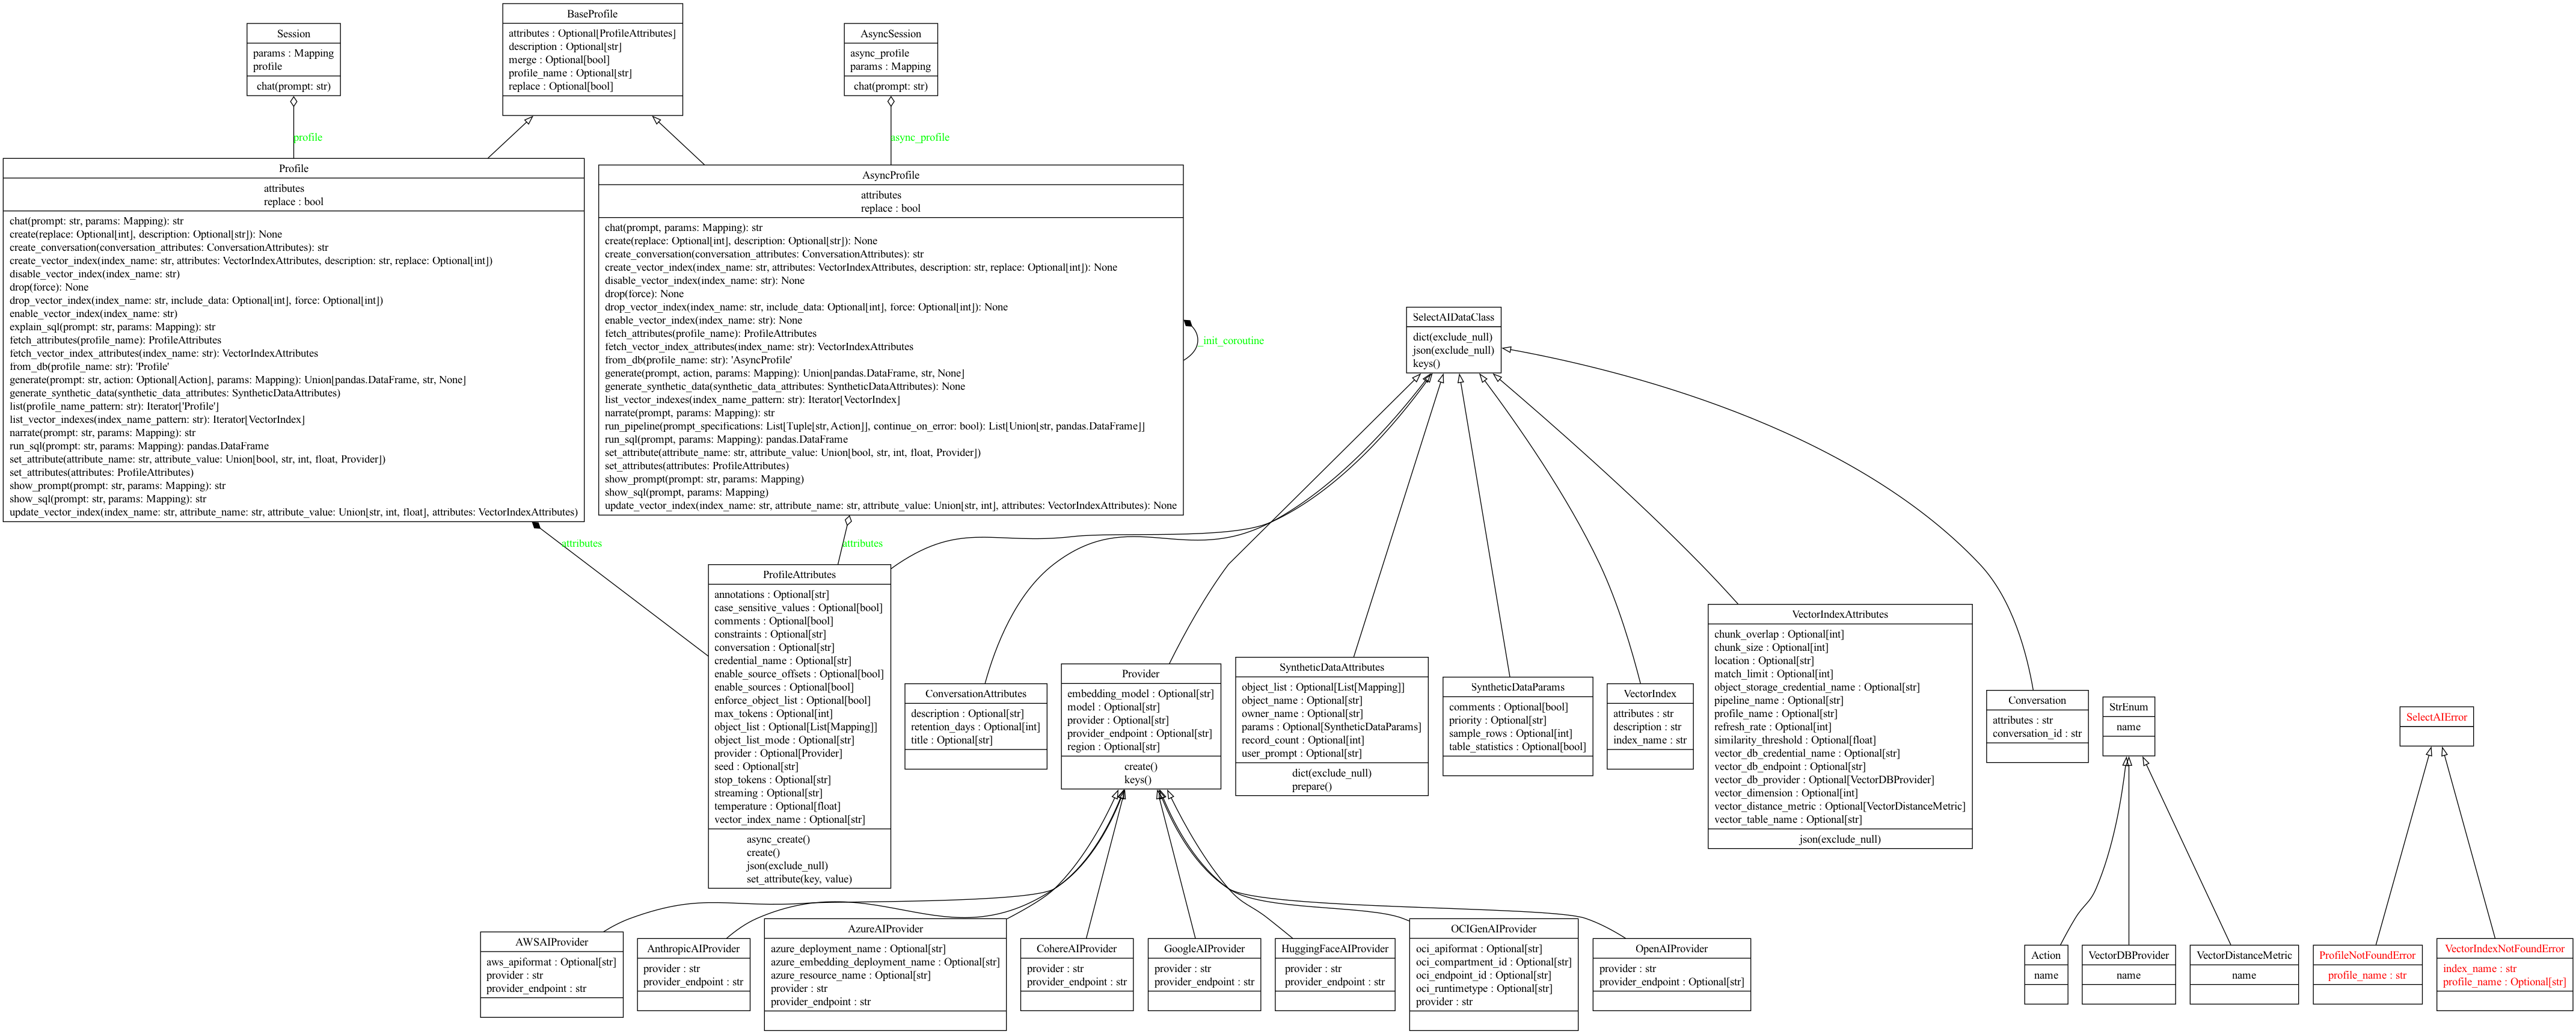 Session
params : Mapping
profile
chat(prompt: str)
BaseProfile
attributes : Optional[ProfileAttributes]
description : Optional[str]
merge : Optional[bool]
profile_name : Optional[str]
replace : Optional[bool]
AsyncSession
async_profile
params : Mapping
chat(prompt: str)
profile
async_profile
Profile
attributes
replace : bool
chat(prompt: str, params: Mapping): str
create(replace: Optional[int], description: Optional[str]): None
create_conversation(conversation_attributes: ConversationAttributes): str
create_vector_index(index_name: str, attributes: VectorIndexAttributes, description: str, replace: Optional[int])
disable_vector_index(index_name: str)
drop(force): None
drop_vector_index(index_name: str, include_data: Optional[int], force: Optional[int])
enable_vector_index(index_name: str)
explain_sql(prompt: str, params: Mapping): str
fetch_attributes(profile_name): ProfileAttributes
fetch_vector_index_attributes(index_name: str): VectorIndexAttributes
from_db(profile_name: str): 'Profile'
generate(prompt: str, action: Optional[Action], params: Mapping): Union[pandas.DataFrame, str, None]
generate_synthetic_data(synthetic_data_attributes: SyntheticDataAttributes)
list(profile_name_pattern: str): Iterator['Profile']
list_vector_indexes(index_name_pattern: str): Iterator[VectorIndex]
narrate(prompt: str, params: Mapping): str
run_sql(prompt: str, params: Mapping): pandas.DataFrame
set_attribute(attribute_name: str, attribute_value: Union[bool, str, int, float, Provider])
set_attributes(attributes: ProfileAttributes)
show_prompt(prompt: str, params: Mapping): str
show_sql(prompt: str, params: Mapping): str
update_vector_index(index_name: str, attribute_name: str, attribute_value: Union[str, int, float], attributes: VectorIndexAttributes)
AsyncProfile
attributes
replace : bool
chat(prompt, params: Mapping): str
create(replace: Optional[int], description: Optional[str]): None
create_conversation(conversation_attributes: ConversationAttributes): str
create_vector_index(index_name: str, attributes: VectorIndexAttributes, description: str, replace: Optional[int]): None
disable_vector_index(index_name: str): None
drop(force): None
drop_vector_index(index_name: str, include_data: Optional[int], force: Optional[int]): None
enable_vector_index(index_name: str): None
fetch_attributes(profile_name): ProfileAttributes
fetch_vector_index_attributes(index_name: str): VectorIndexAttributes
from_db(profile_name: str): 'AsyncProfile'
generate(prompt, action, params: Mapping): Union[pandas.DataFrame, str, None]
generate_synthetic_data(synthetic_data_attributes: SyntheticDataAttributes): None
list_vector_indexes(index_name_pattern: str): Iterator[VectorIndex]
narrate(prompt, params: Mapping): str
run_pipeline(prompt_specifications: List[Tuple[str, Action]], continue_on_error: bool): List[Union[str, pandas.DataFrame]]
run_sql(prompt, params: Mapping): pandas.DataFrame
set_attribute(attribute_name: str, attribute_value: Union[bool, str, int, float, Provider])
set_attributes(attributes: ProfileAttributes)
show_prompt(prompt: str, params: Mapping)
show_sql(prompt, params: Mapping)
update_vector_index(index_name: str, attribute_name: str, attribute_value: Union[str, int], attributes: VectorIndexAttributes): None
_init_coroutine
SelectAIDataClass
dict(exclude_null)
json(exclude_null)
keys()
attributes
attributes
ProfileAttributes
annotations : Optional[str]
case_sensitive_values : Optional[bool]
comments : Optional[bool]
constraints : Optional[str]
conversation : Optional[str]
credential_name : Optional[str]
enable_source_offsets : Optional[bool]
enable_sources : Optional[bool]
enforce_object_list : Optional[bool]
max_tokens : Optional[int]
object_list : Optional[List[Mapping]]
object_list_mode : Optional[str]
provider : Optional[Provider]
seed : Optional[str]
stop_tokens : Optional[str]
streaming : Optional[str]
temperature : Optional[float]
vector_index_name : Optional[str]
async_create()
create()
json(exclude_null)
set_attribute(key, value)
ConversationAttributes
description : Optional[str]
retention_days : Optional[int]
title : Optional[str]
Provider
embedding_model : Optional[str]
model : Optional[str]
provider : Optional[str]
provider_endpoint : Optional[str]
region : Optional[str]
create()
keys()
SyntheticDataAttributes
object_list : Optional[List[Mapping]]
object_name : Optional[str]
owner_name : Optional[str]
params : Optional[SyntheticDataParams]
record_count : Optional[int]
user_prompt : Optional[str]
dict(exclude_null)
prepare()
SyntheticDataParams
comments : Optional[bool]
priority : Optional[str]
sample_rows : Optional[int]
table_statistics : Optional[bool]
VectorIndex
attributes : str
description : str
index_name : str
VectorIndexAttributes
chunk_overlap : Optional[int]
chunk_size : Optional[int]
location : Optional[str]
match_limit : Optional[int]
object_storage_credential_name : Optional[str]
pipeline_name : Optional[str]
profile_name : Optional[str]
refresh_rate : Optional[int]
similarity_threshold : Optional[float]
vector_db_credential_name : Optional[str]
vector_db_endpoint : Optional[str]
vector_db_provider : Optional[VectorDBProvider]
vector_dimension : Optional[int]
vector_distance_metric : Optional[VectorDistanceMetric]
vector_table_name : Optional[str]
json(exclude_null)
Conversation
attributes : str
conversation_id : str
StrEnum
name
SelectAIError
AWSAIProvider
aws_apiformat : Optional[str]
provider : str
provider_endpoint : str
AnthropicAIProvider
provider : str
provider_endpoint : str
AzureAIProvider
azure_deployment_name : Optional[str]
azure_embedding_deployment_name : Optional[str]
azure_resource_name : Optional[str]
provider : str
provider_endpoint : str
CohereAIProvider
provider : str
provider_endpoint : str
GoogleAIProvider
provider : str
provider_endpoint : str
HuggingFaceAIProvider
provider : str
provider_endpoint : str
OCIGenAIProvider
oci_apiformat : Optional[str]
oci_compartment_id : Optional[str]
oci_endpoint_id : Optional[str]
oci_runtimetype : Optional[str]
provider : str
OpenAIProvider
provider : str
provider_endpoint : Optional[str]
Action
name
VectorDBProvider
name
VectorDistanceMetric
name
ProfileNotFoundError
profile_name : str
VectorIndexNotFoundError
index_name : str
profile_name : Optional[str]